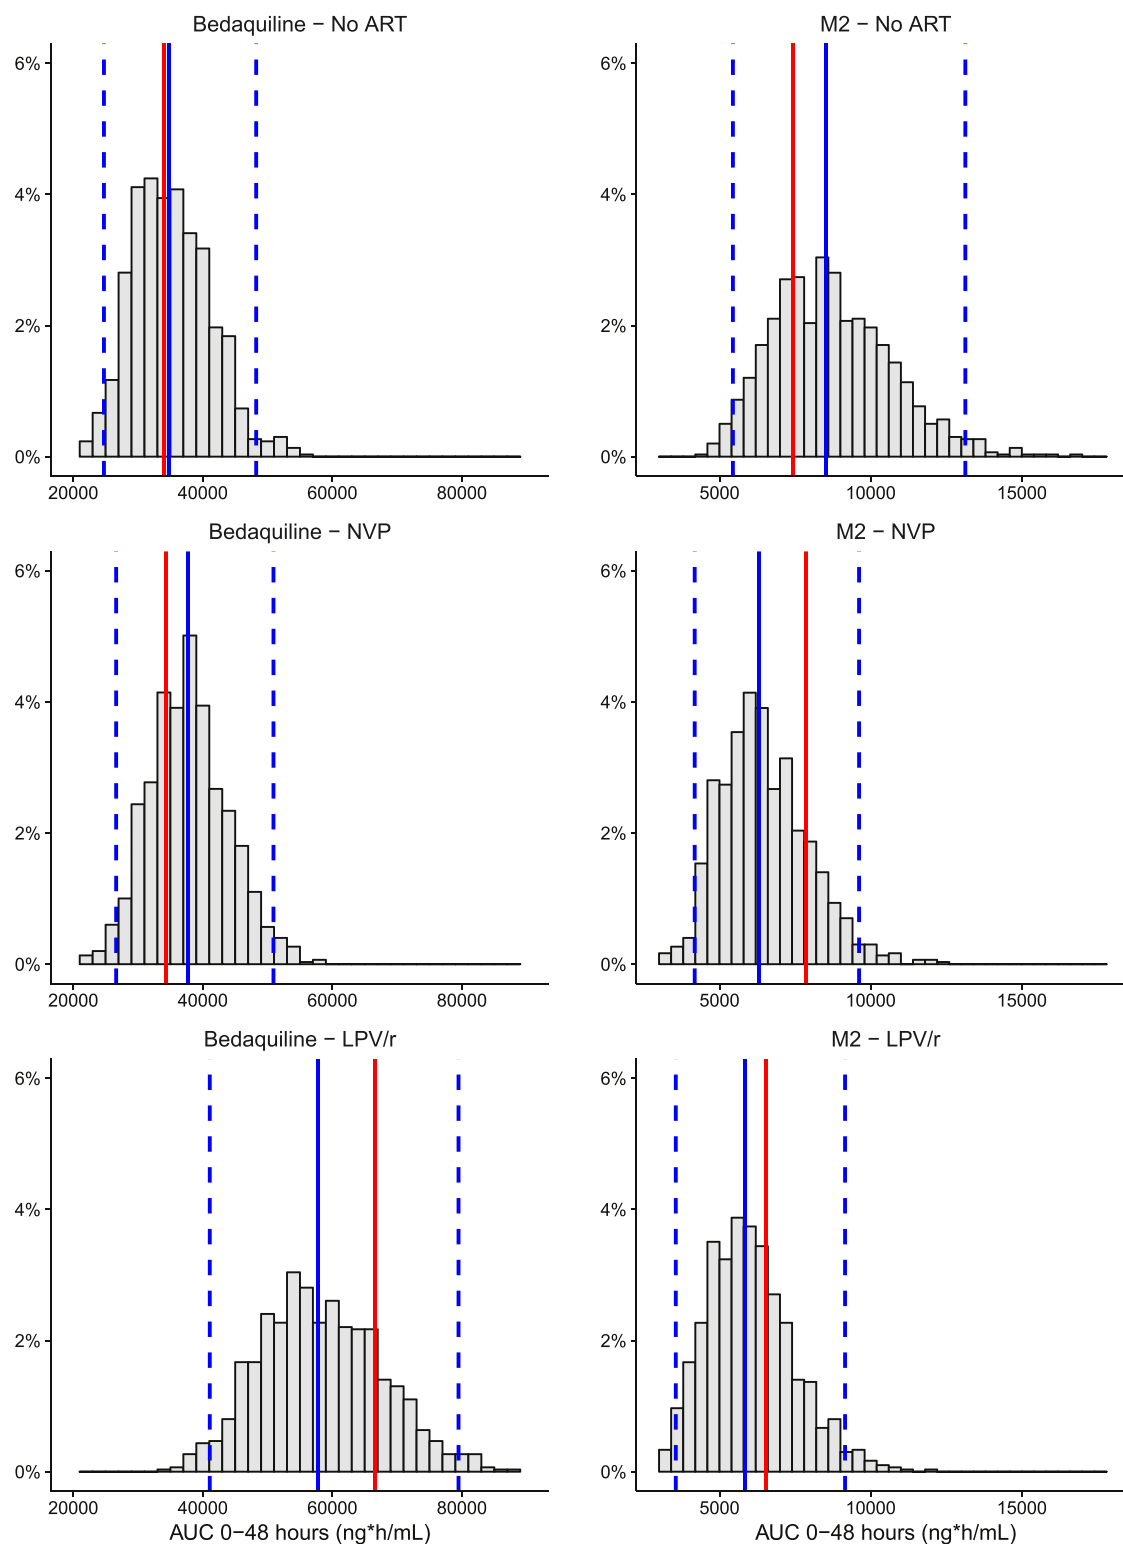 Bedaquiline − No ART
M2 − No ART
6%
4%
2%
0%
20000 40000 60000 80000
6%
4%
2%
0%
5000 10000 15000
Bedaquiline − NVP
M2 − NVP
6%
4%
2%
0%
20000 40000 60000 80000
6%
4%
2%
0%
5000 10000 15000
Bedaquiline − LPV/r
M2 − LPV/r
6%
4%
2%
0%
20000 40000 60000 80000
AUC 0−48 hours (ng*h/mL)
6%
4%
2%
0%
5000 10000 15000
AUC 0−48 hours (ng*h/mL)